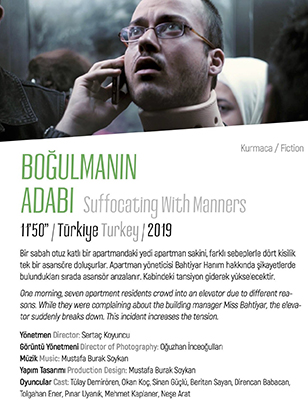 Kurmaca / Fiction
BOĞULMANIN
ADABI Suffocating With Manners
11'50" / Türkiye Turkey / 2019
Bir sabah otuz katlı bir apartmandaki yedi apartman sakini, farklı sebeplerle dört kisilik
tek bir asansöre doluşurlar. Apartman yöneticisi Bahtiyar Hanım hakkında şikayetlerde
bulundukları sırada asansör arızalanır. Kabindeki tansiyon giderek yükselecektir.
One morning, seven apartment residents crowd into an elevator due to different rea-
sons. While they were complaining about the building manager Miss Bahtiyar, the eleva-
tor suddenly breaks down. This incident increases the tension.
Yönetmen Director: Sertaç Koyuncu
Görüntü Yönetmeni Director of Photography: Oğuzhan İnceoğulları
Müzik Music: Mustafa Burak Soykan
Yapım Tasarımı Production Design: Mustafa Burak Soykan
Oyuncular Cast: Tülay Demirören, Okan Koç, Sinan Güçlü, Beritan Sayan, Direncan Babacan,
Tolgahan Ener, Pınar Uyanık, Mehmet Kaplaner, Neşe Arat